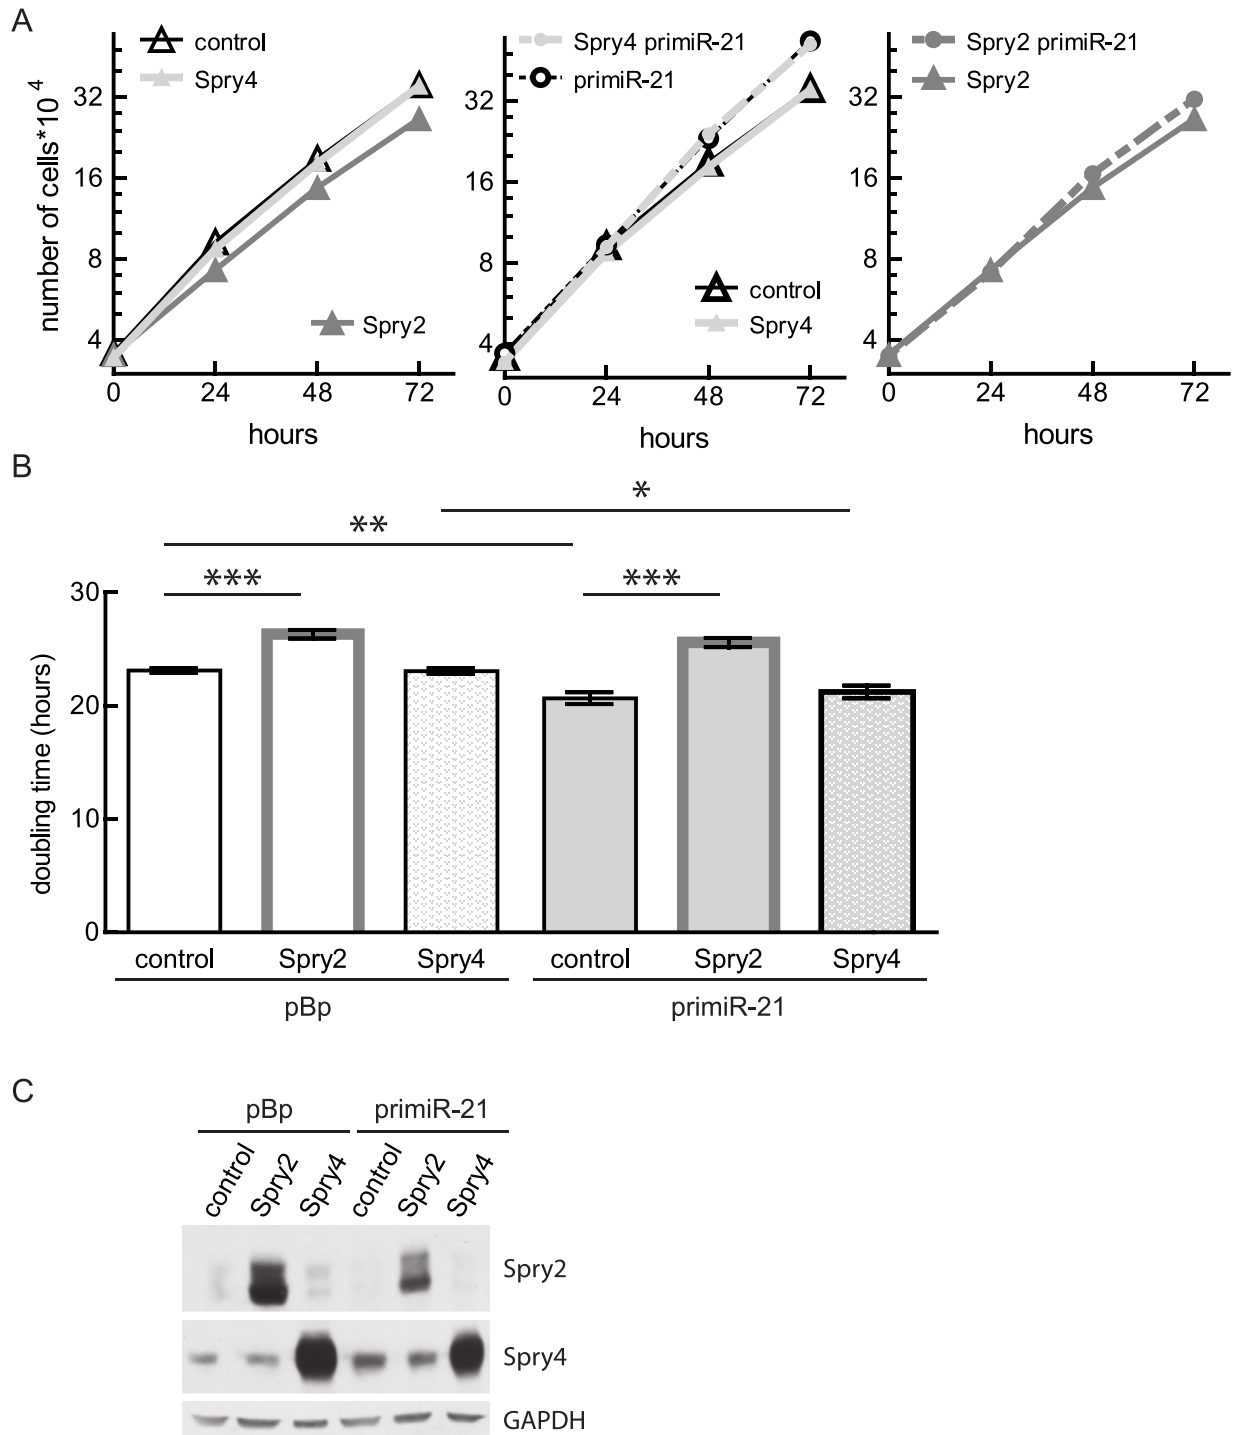 A
control
Spry4
Spry2
number of cells*10 4
32
16
8
4
0 24 48 72
hours
Spry4 primiR-21
primiR-21
control
Spry4
32
16
8
4
0 24 48 72
hours
Spry2 primiR-21
Spry2
32
16
8
4
0 24 48 72
hours
B
*
**
*** ***
doubling time (hours)
30
20
10
0
control Spry2 Spry4 control Spry2 Spry4
pBp primiR-21
C
pBp primiR-21
control Spry2 Spry4 control Spry2 Spry4
Spry2
Spry4
GAPDH